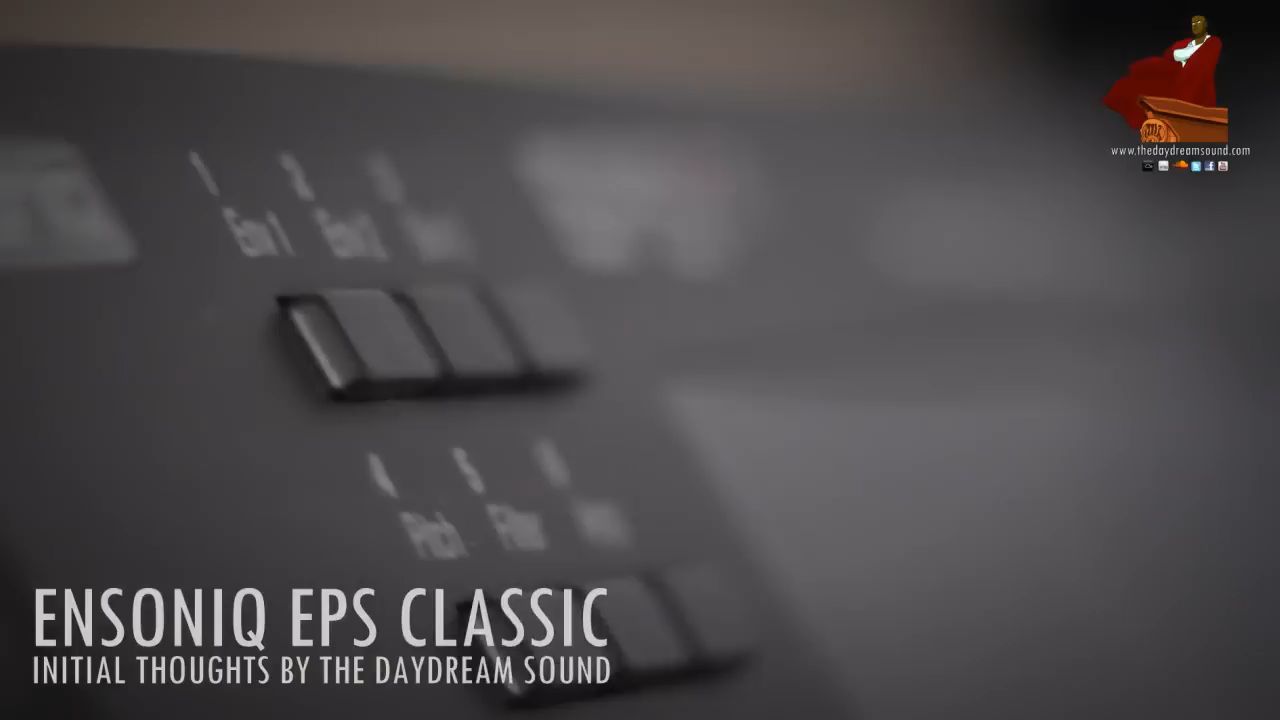 www.thedaydreamsound.com
1 2
Env 1 Env 2
4 5
Pitch Filter
ENSONIQ EPS CLASSIC
INITIAL THOUGHTS BY THE DAYDREAM SOUND